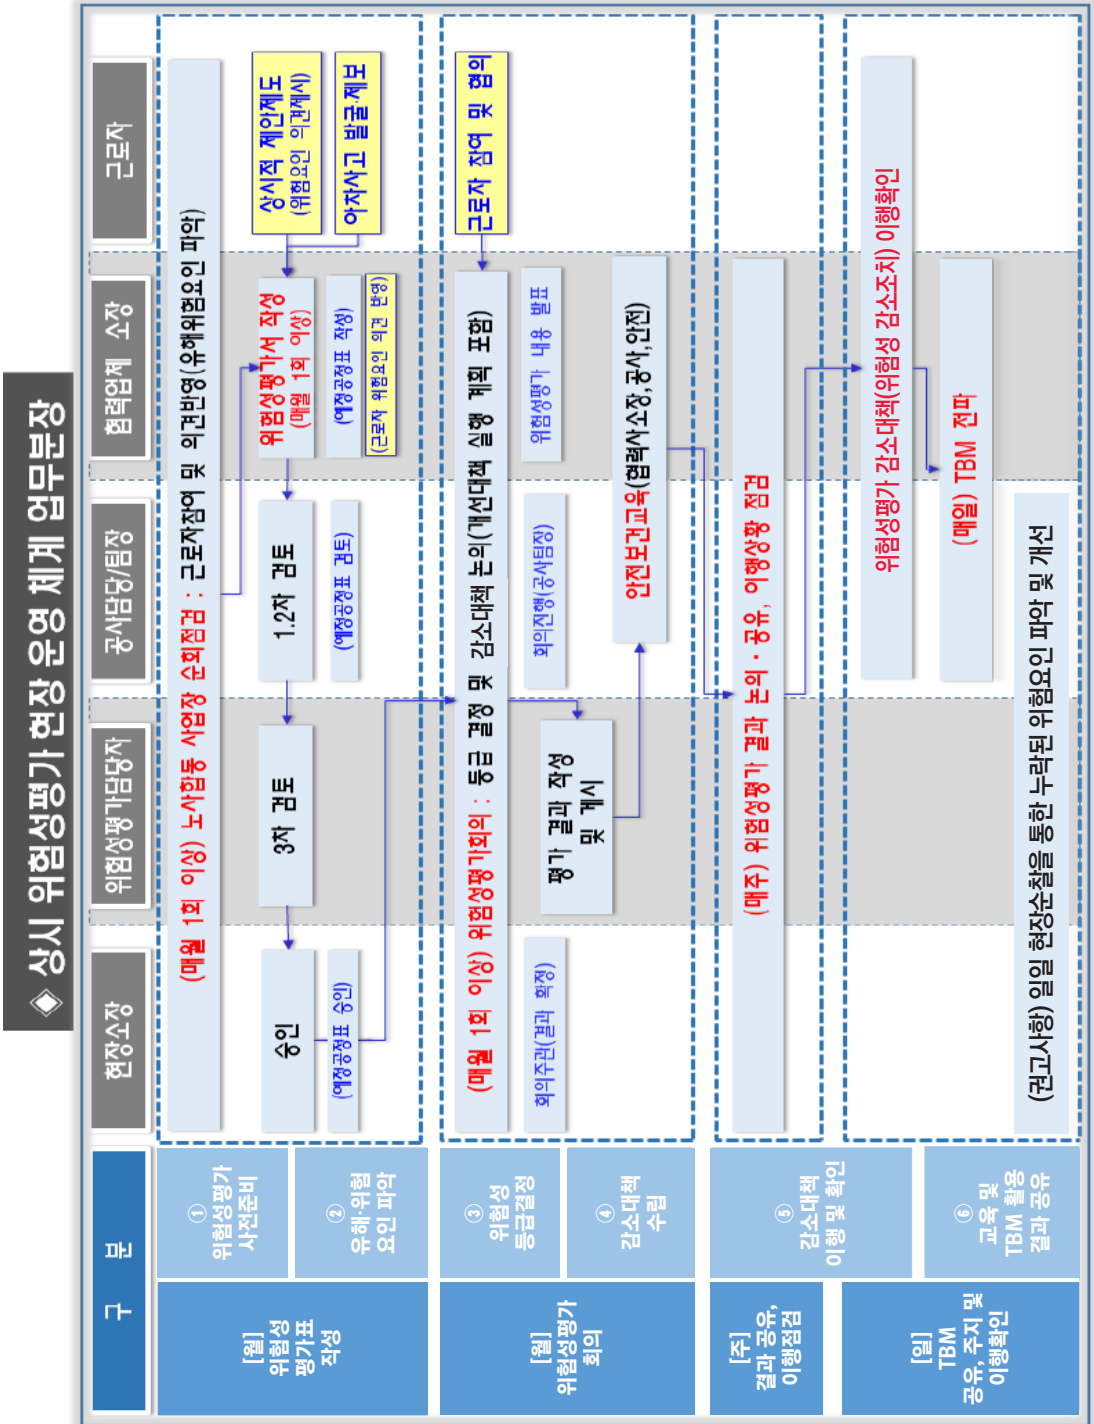 ◈ 상시 위험성평가 현장 운영 체계 업무분장
구 분
현장소장
위험성평가담당자
공사담당/팀장
협력업체 소장
근로자
[월]
위험성
평가표
작성
①
위험성평가
사전준비
②
유해·위험
요인 파악
(매월 1회 이상) 노사합동 사업장 순회점검 : 근로자참여 및 의견반영(유해위험요인 파악)
승인
(예정공정표 승인)
3차 검토
1.2차 검토
(예정공정표 검토)
위험성평가서 작성
(매월 1회 이상)
(예정공정표 작성)
(근로자 위험요인 의견 반영)
상시적 제안제도
(위험요인 의견제시)
아차사고 발굴·제보
[월]
위험성평가
회의
③
위험성
등급결정
④
감소대책
수립
(매월 1회 이상) 위험성평가회의 : 등급 결정 및 감소대책 논의(개선대책 실행 계획 포함)
근로자 참여 및 협의
회의주관(결과 확정)
회의진행(공사팀장)
위험성평가 내용 발표
평가 결과 작성
및 게시
안전보건교육(협력사소장,공사,안전)
[주]
결과 공유,
이행점검
⑤
감소대책
이행 및 확인
(매주) 위험성평가 결과 논의·공유, 이행상황 점검
[일]
TBM
공유, 주지 및
이행확인
⑥
교육 및
TBM 활용
결과 공유
위험성평가 감소대책(위험성 감소조치) 이행확인
(매일) TBM 전파
(권고사항) 일일 현장순찰을 통한 누락된 위험요인 파악 및 개선